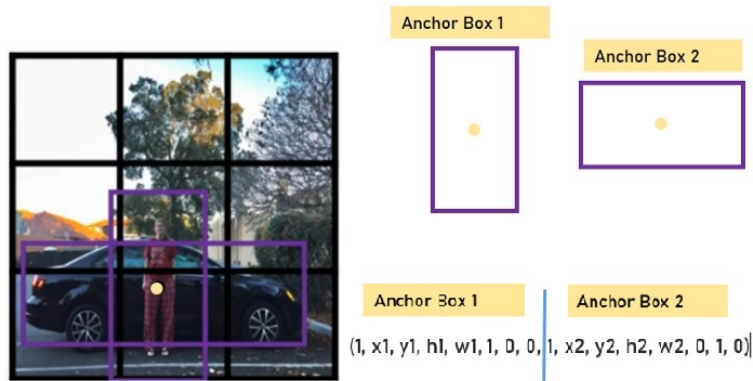 Anchor Box 1
Anchor Box 2
Anchor Box 1
Anchor Box 2
(1, x1, y1, h1, w1, 1, 0, 0, 1, x2, y2, h2, w2, 0, 1, 0)